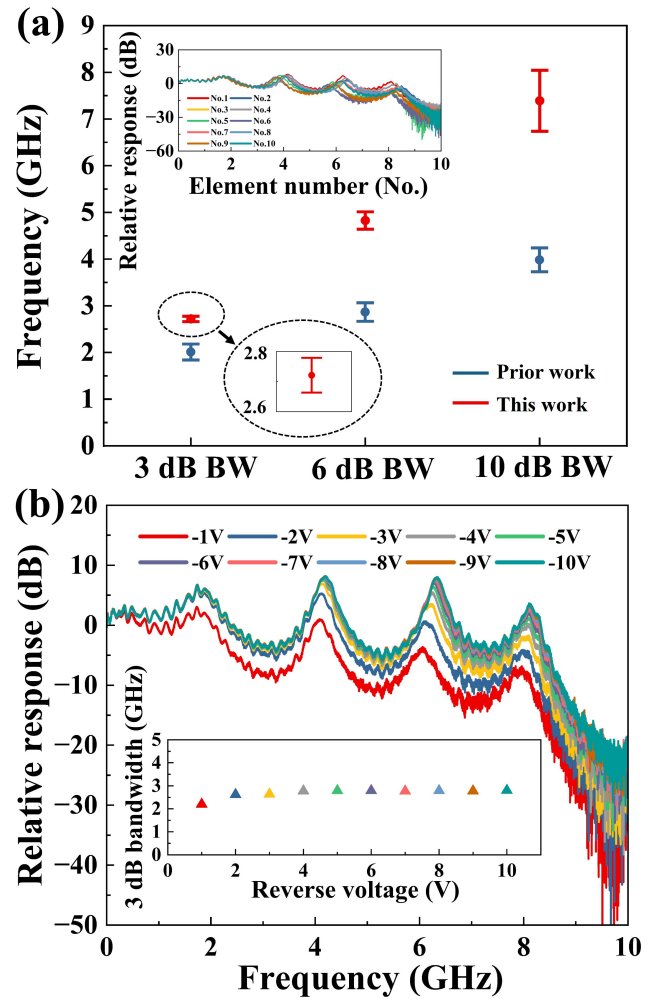 (a)
Frequency (GHz)
9
8
7
6
5
4
3
2
1
0
Relative response (dB)
30
0
−30
−60
No.1 No.2
No.3 No.4
No.5 No.6
No.7 No.8
No.9 No.10
0 2 4 6 8 10
Element number (No.)
2.8
2.6
Prior work
This work
3 dB BW 6 dB BW 10 dB BW
(b)
Relative response (dB)
20
10
0
−10
−20
−30
−40
−50
-1V -2V -3V -4V -5V
-6V -7V -8V -9V -10V
3 dB bandwidth (GHz)
5
4
3
2
1
0
0 2 4 6 8 10
Reverse voltage (V)
0 2 4 6 8 10
Frequency (GHz)